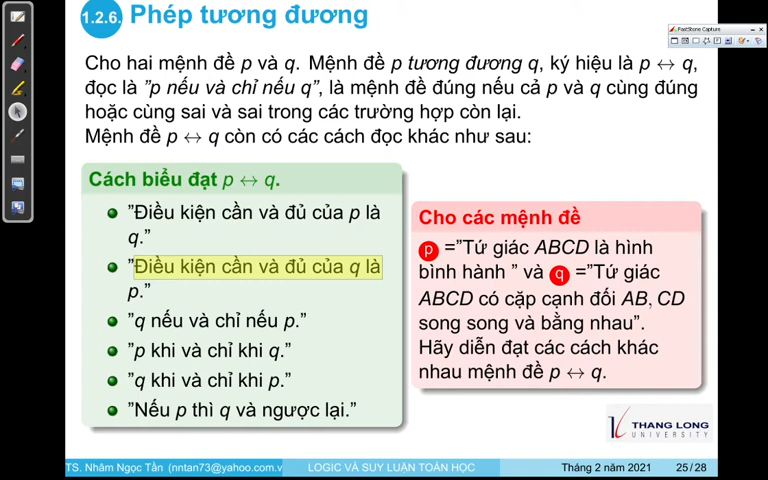 1.2.6. Phép tương đương
FastStone Capture
Cho hai mệnh đề p và q. Mệnh đề p tương đương q, ký hiệu là p ↔ q,
đọc là ”p nếu và chỉ nếu q”, là mệnh đề đúng nếu cả p và q cùng đúng
hoặc cùng sai và sai trong các trường hợp còn lại.
Mệnh đề p ↔ q còn có các cách đọc khác như sau:
Cách biểu đạt p ↔ q.
”Điều kiện cần và đủ của p là
q.”
”Điều kiện cần và đủ của q là
p.”
”q nếu và chỉ nếu p.”
”p khi và chỉ khi q.”
”q khi và chỉ khi p.”
”Nếu p thì q và ngược lại.”
Cho các mệnh đề
p =”Tứ giác ABCD là hình
bình hành ” và q =”Tứ giác
ABCD có cặp cạnh đối AB, CD
song song và bằng nhau”.
Hãy diễn đạt các cách khác
nhau mệnh đề p ↔ q.
THANG LONG
UNIVERSITY
TS. Nhâm Ngọc Tần (nntan73@yahoo.com.v
LOGIC VÀ SUY LUẬN TOÁN HỌC
Tháng 2 năm 2021
25 / 28